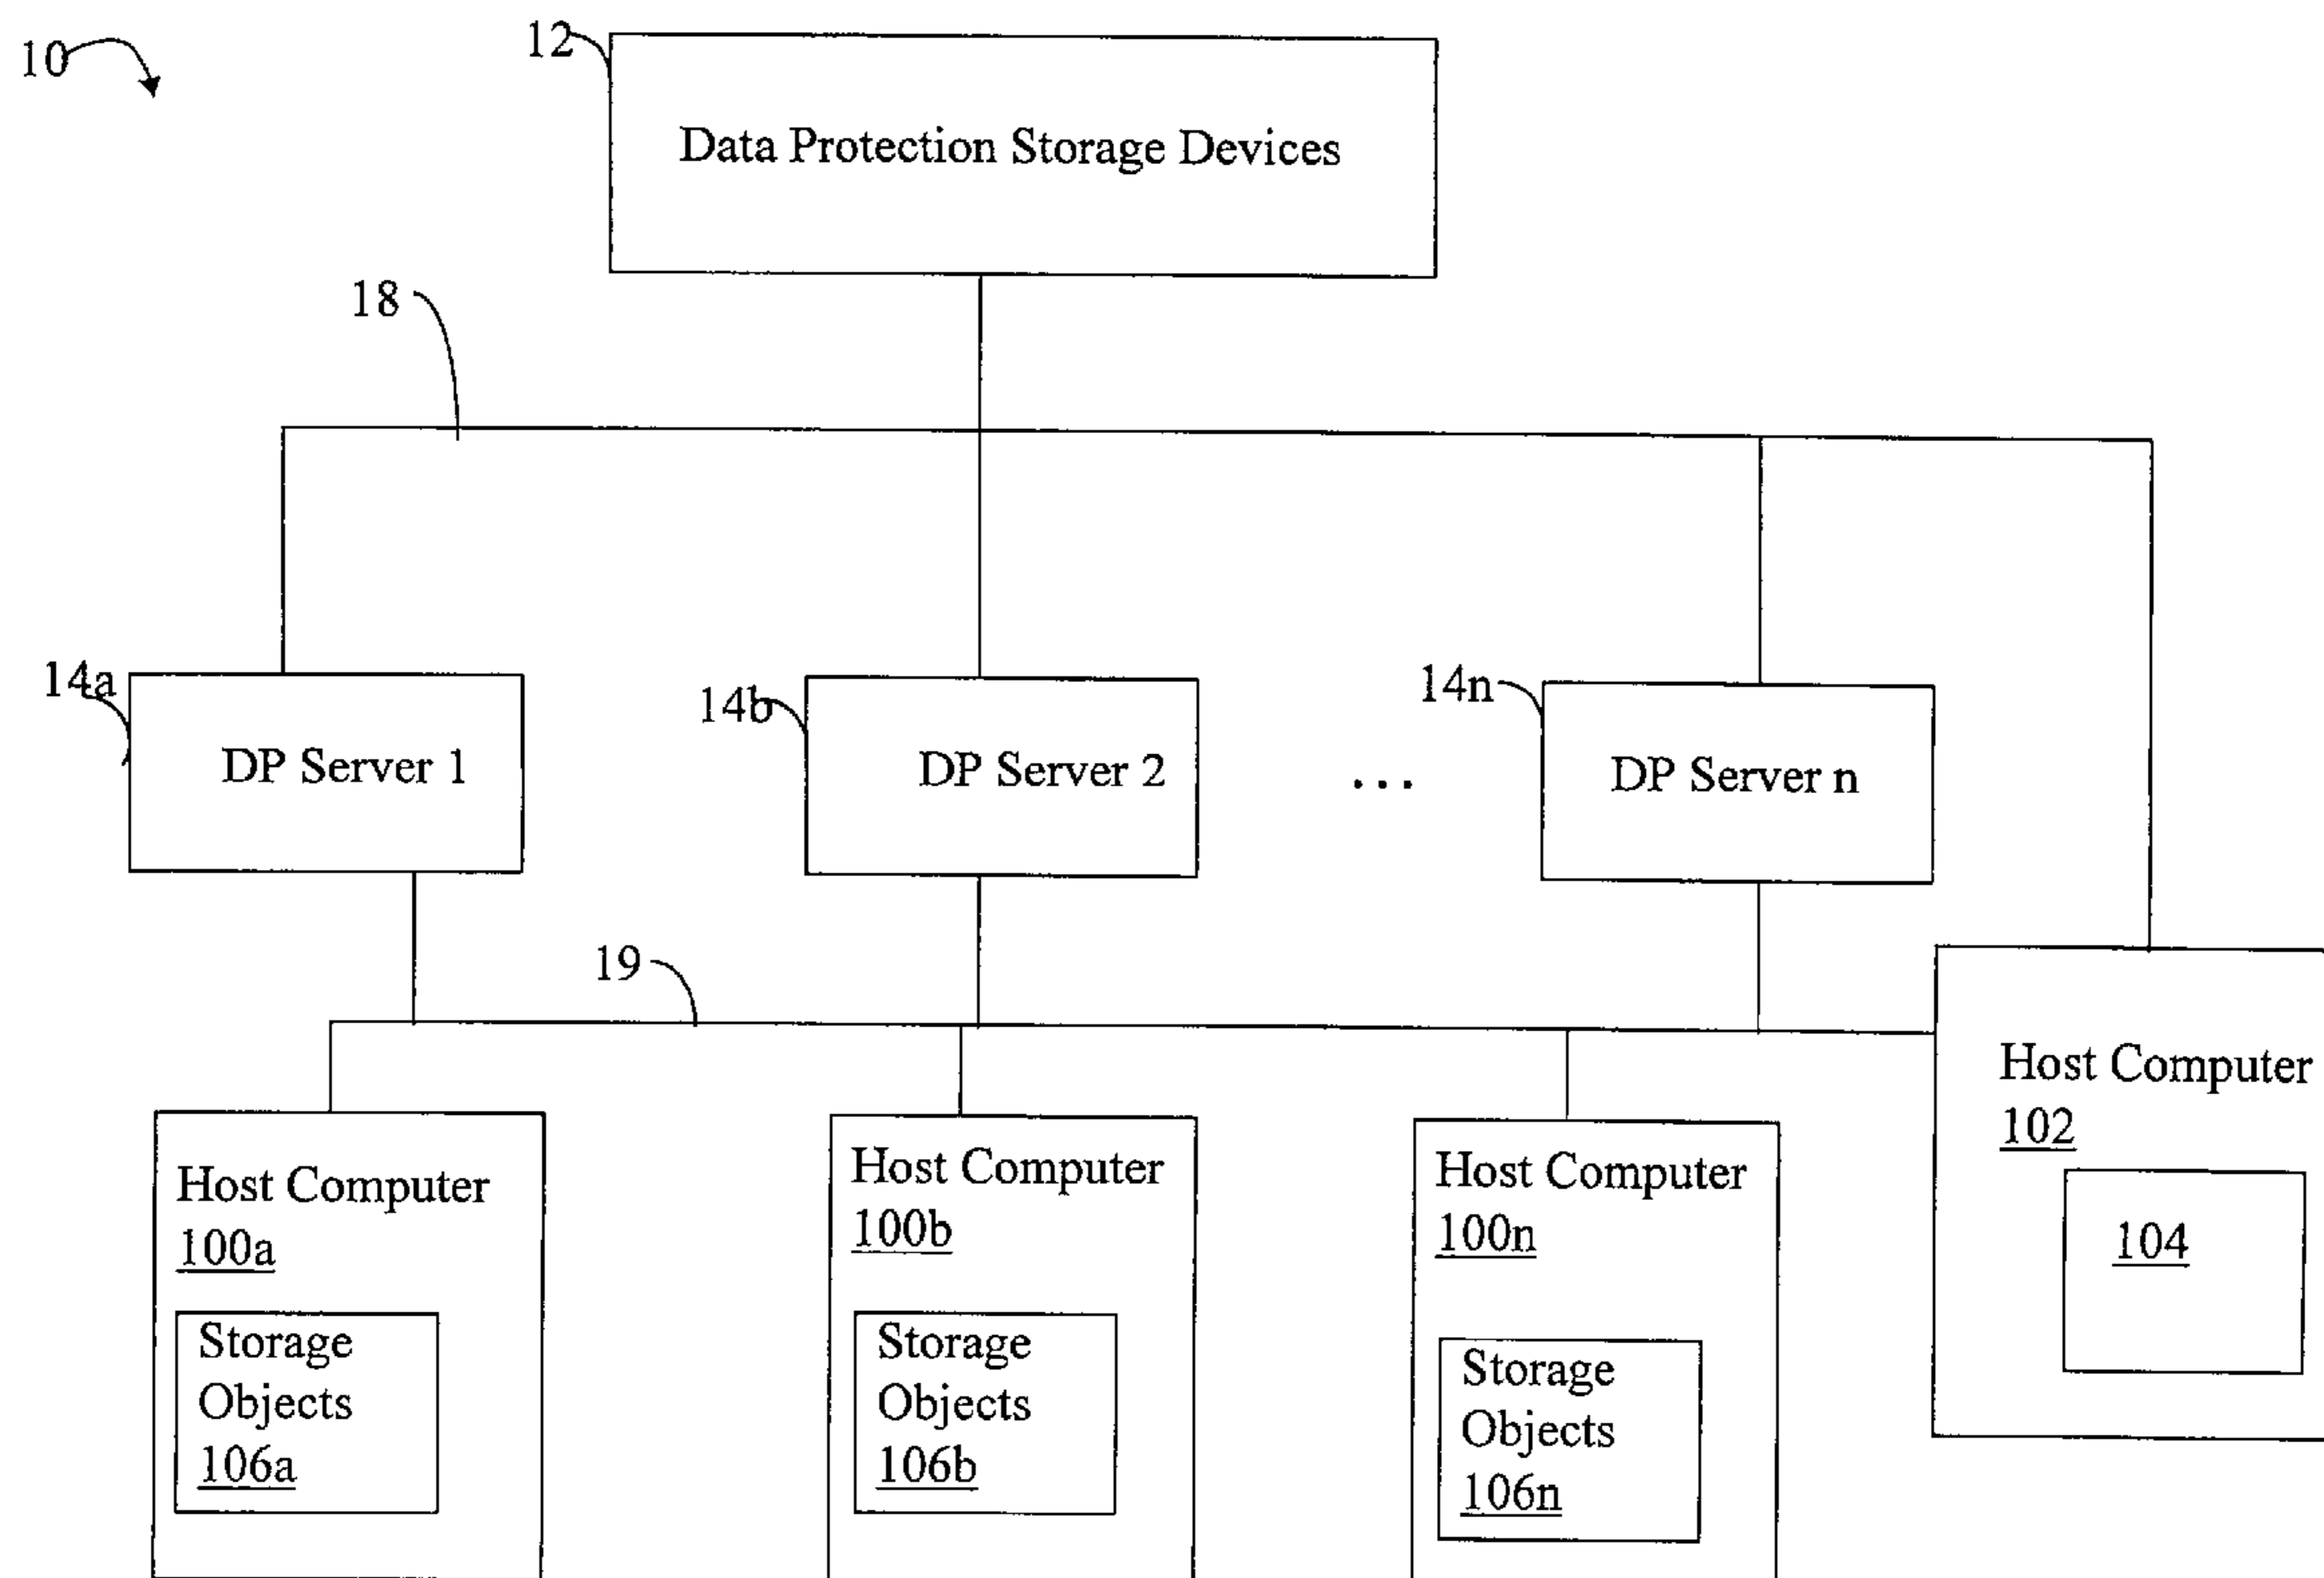 10
12
Data Protection Storage Devices
18
14a
DP Server 1
14b
DP Server 2
...
14n
DP Server n
19
Host Computer
100a
Storage
Objects
106a
Host Computer
100b
Storage
Objects
106b
Host Computer
100n
Storage
Objects
106n
Host Computer
102
104